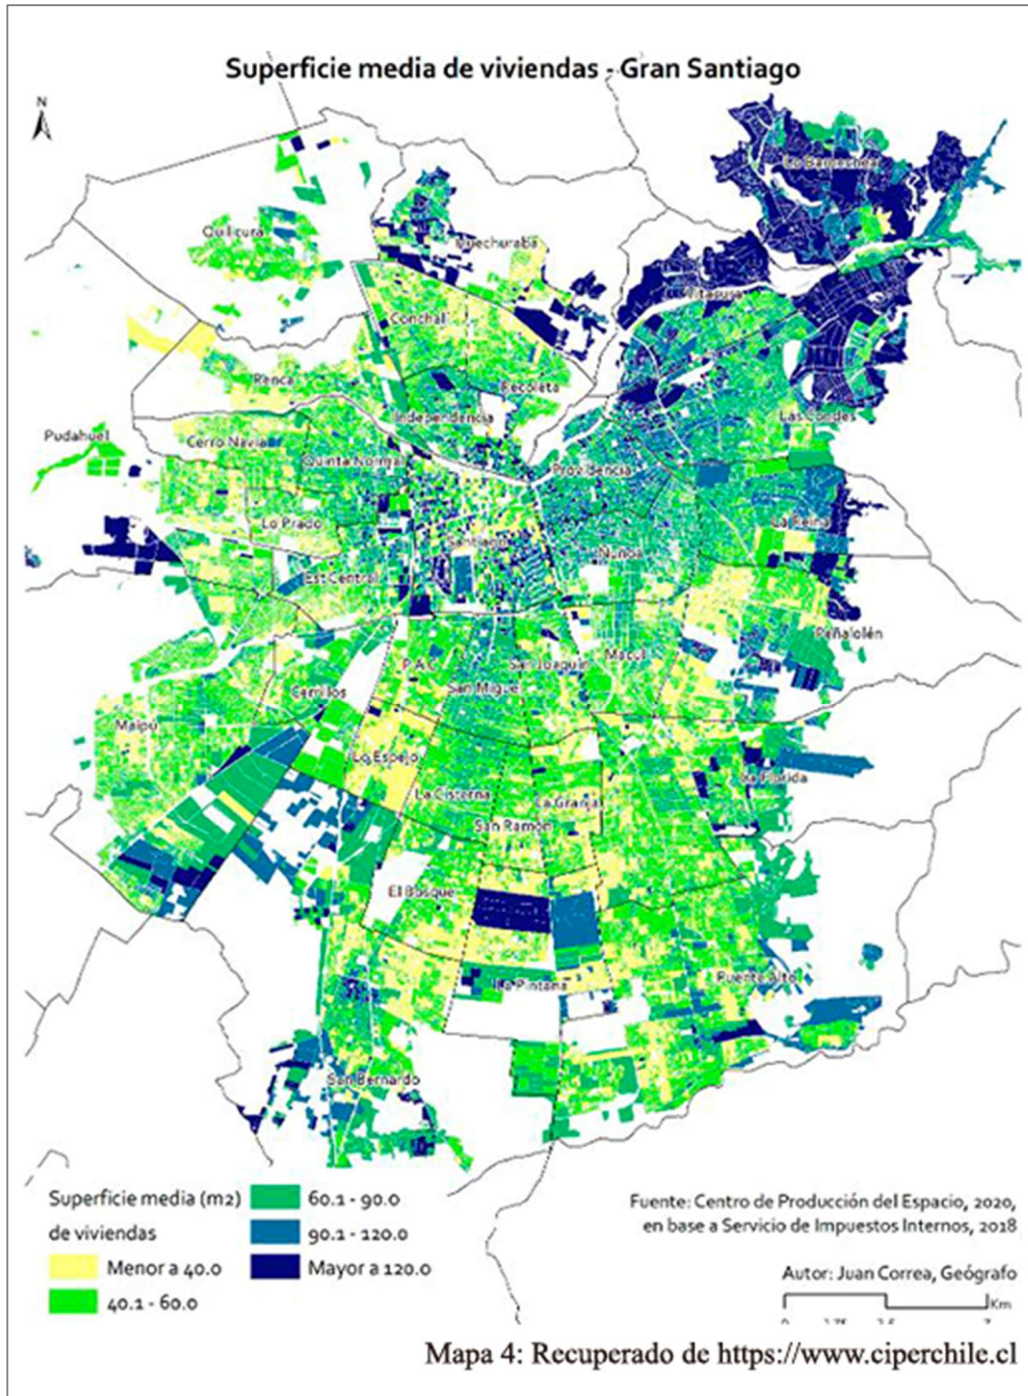 Superficie media de viviendas - Gran Santiago
N
Lo Barnechea
Quilicura
Huechuraba
Vitacura
Conchalí
Renca
Recoleta
Independencia
Las Condes
Pudahuel
Cerro Navia
Quinta Normal
Providencia
Lo Prado
Santiago
La Reina
Ñuñoa
Est Central
Peñalolén
P.A.C
San Joaquín
Macul
San Miguel
Cerrillos
Maipú
Lo Espejo
La Florida
La Cisterna
La Granja
San Ramón
El Bosque
La Pintana
Puente Alto
San Bernardo
Superficie media (m2)
de viviendas
Menor a 40.0
40.1 - 60.0
60.1 - 90.0
90.1 - 120.0
Mayor a 120.0
Fuente: Centro de Producción del Espacio, 2020,
en base a Servicio de Impuestos Internos, 2018
Autor: Juan Correa, Geógrafo
Km
Mapa 4: Recuperado de https://www.ciperchile.cl